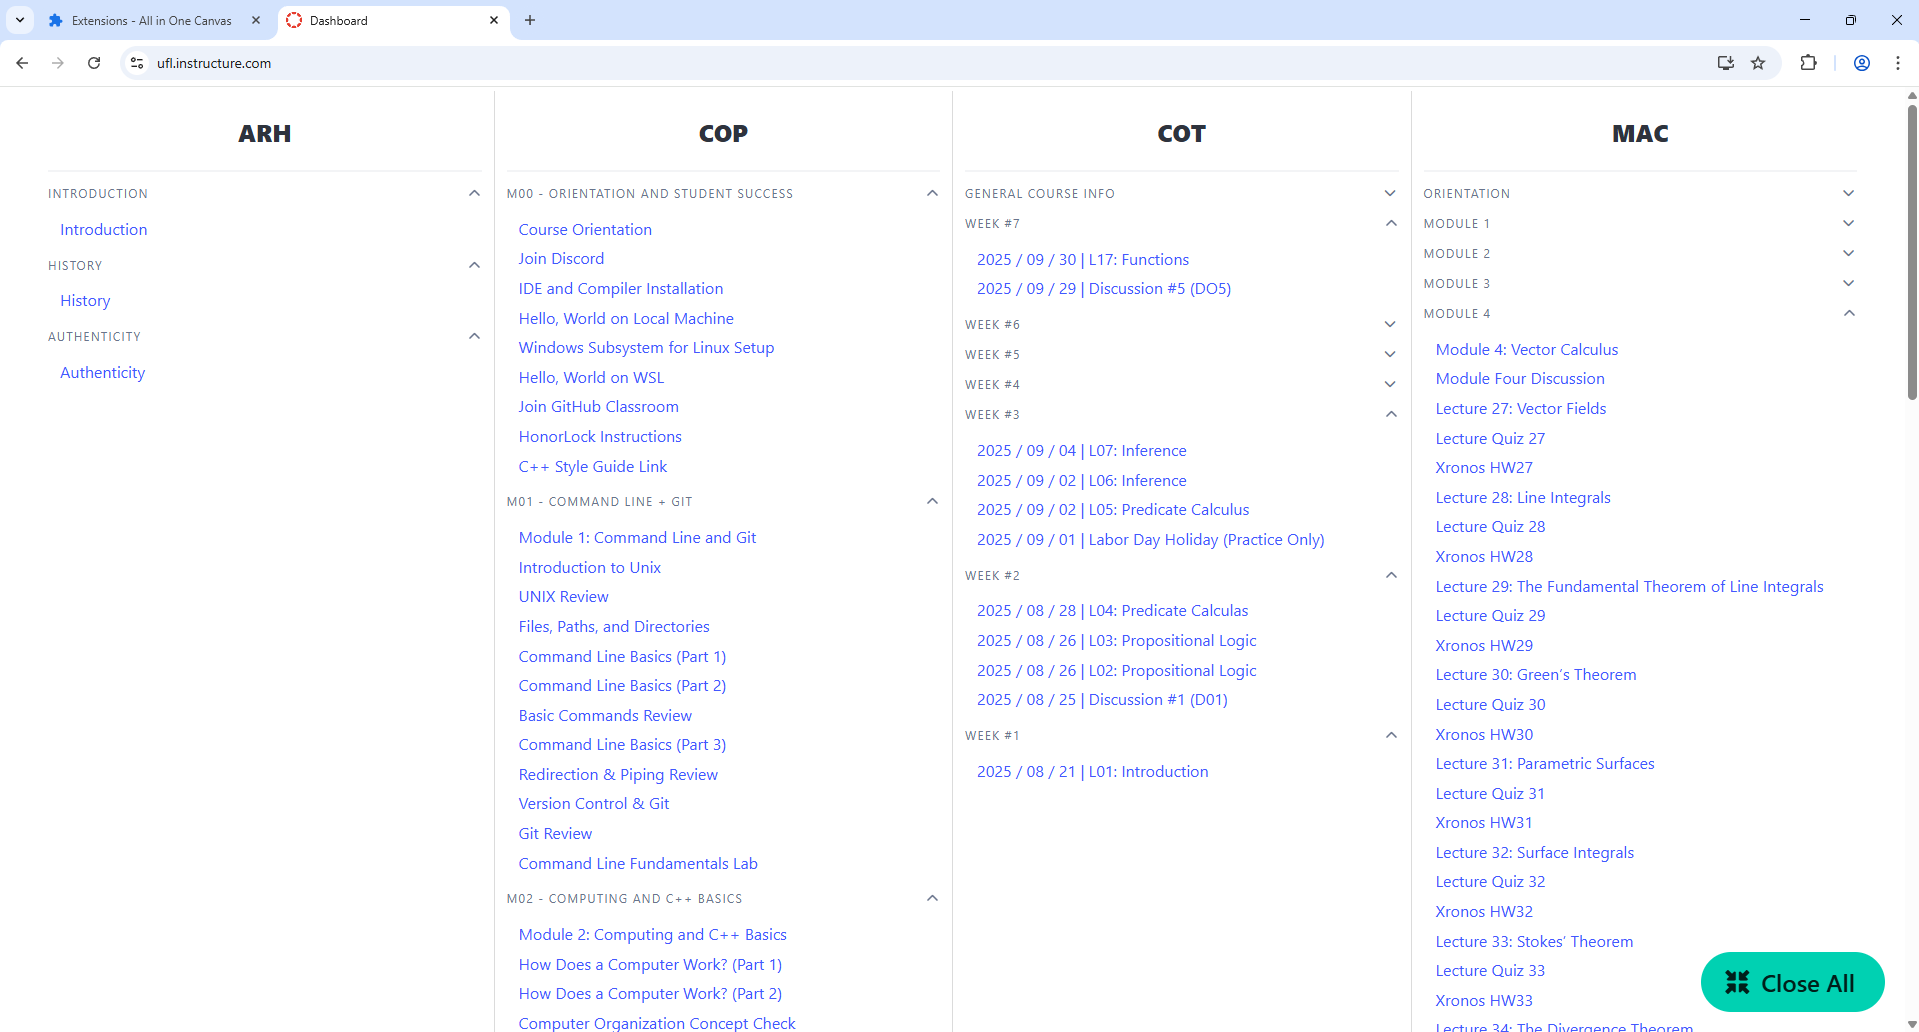 Extensions - All in One Canvas
Dashboard
ufl.instructure.com
ARH
INTRODUCTION
Introduction
HISTORY
History
AUTHENTICITY
Authenticity
COP
M00 - ORIENTATION AND STUDENT SUCCESS
Course Orientation
Join Discord
IDE and Compiler Installation
Hello, World on Local Machine
Windows Subsystem for Linux Setup
Hello, World on WSL
Join GitHub Classroom
HonorLock Instructions
C++ Style Guide Link
M01 - COMMAND LINE + GIT
Module 1: Command Line and Git
Introduction to Unix
UNIX Review
Files, Paths, and Directories
Command Line Basics (Part 1)
Command Line Basics (Part 2)
Basic Commands Review
Command Line Basics (Part 3)
Redirection & Piping Review
Version Control & Git
Git Review
Command Line Fundamentals Lab
M02 - COMPUTING AND C++ BASICS
Module 2: Computing and C++ Basics
How Does a Computer Work? (Part 1)
How Does a Computer Work? (Part 2)
Computer Organization Concept Check
COT
GENERAL COURSE INFO
WEEK #7
2025 / 09 / 30 | L17: Functions
2025 / 09 / 29 | Discussion #5 (DO5)
WEEK #6
WEEK #5
WEEK #4
WEEK #3
2025 / 09 / 04 | L07: Inference
2025 / 09 / 02 | L06: Inference
2025 / 09 / 02 | L05: Predicate Calculus
2025 / 09 / 01 | Labor Day Holiday (Practice Only)
WEEK #2
2025 / 08 / 28 | L04: Predicate Calculas
2025 / 08 / 26 | L03: Propositional Logic
2025 / 08 / 26 | L02: Propositional Logic
2025 / 08 / 25 | Discussion #1 (D01)
WEEK #1
2025 / 08 / 21 | L01: Introduction
MAC
ORIENTATION
MODULE 1
MODULE 2
MODULE 3
MODULE 4
Module 4: Vector Calculus
Module Four Discussion
Lecture 27: Vector Fields
Lecture Quiz 27
Xronos HW27
Lecture 28: Line Integrals
Lecture Quiz 28
Xronos HW28
Lecture 29: The Fundamental Theorem of Line Integrals
Lecture Quiz 29
Xronos HW29
Lecture 30: Green’s Theorem
Lecture Quiz 30
Xronos HW30
Lecture 31: Parametric Surfaces
Lecture Quiz 31
Xronos HW31
Lecture 32: Surface Integrals
Lecture Quiz 32
Xronos HW32
Lecture 33: Stokes’ Theorem
Lecture Quiz 33
Xronos HW33
Lecture 34: The Divergence Theorem
Close All